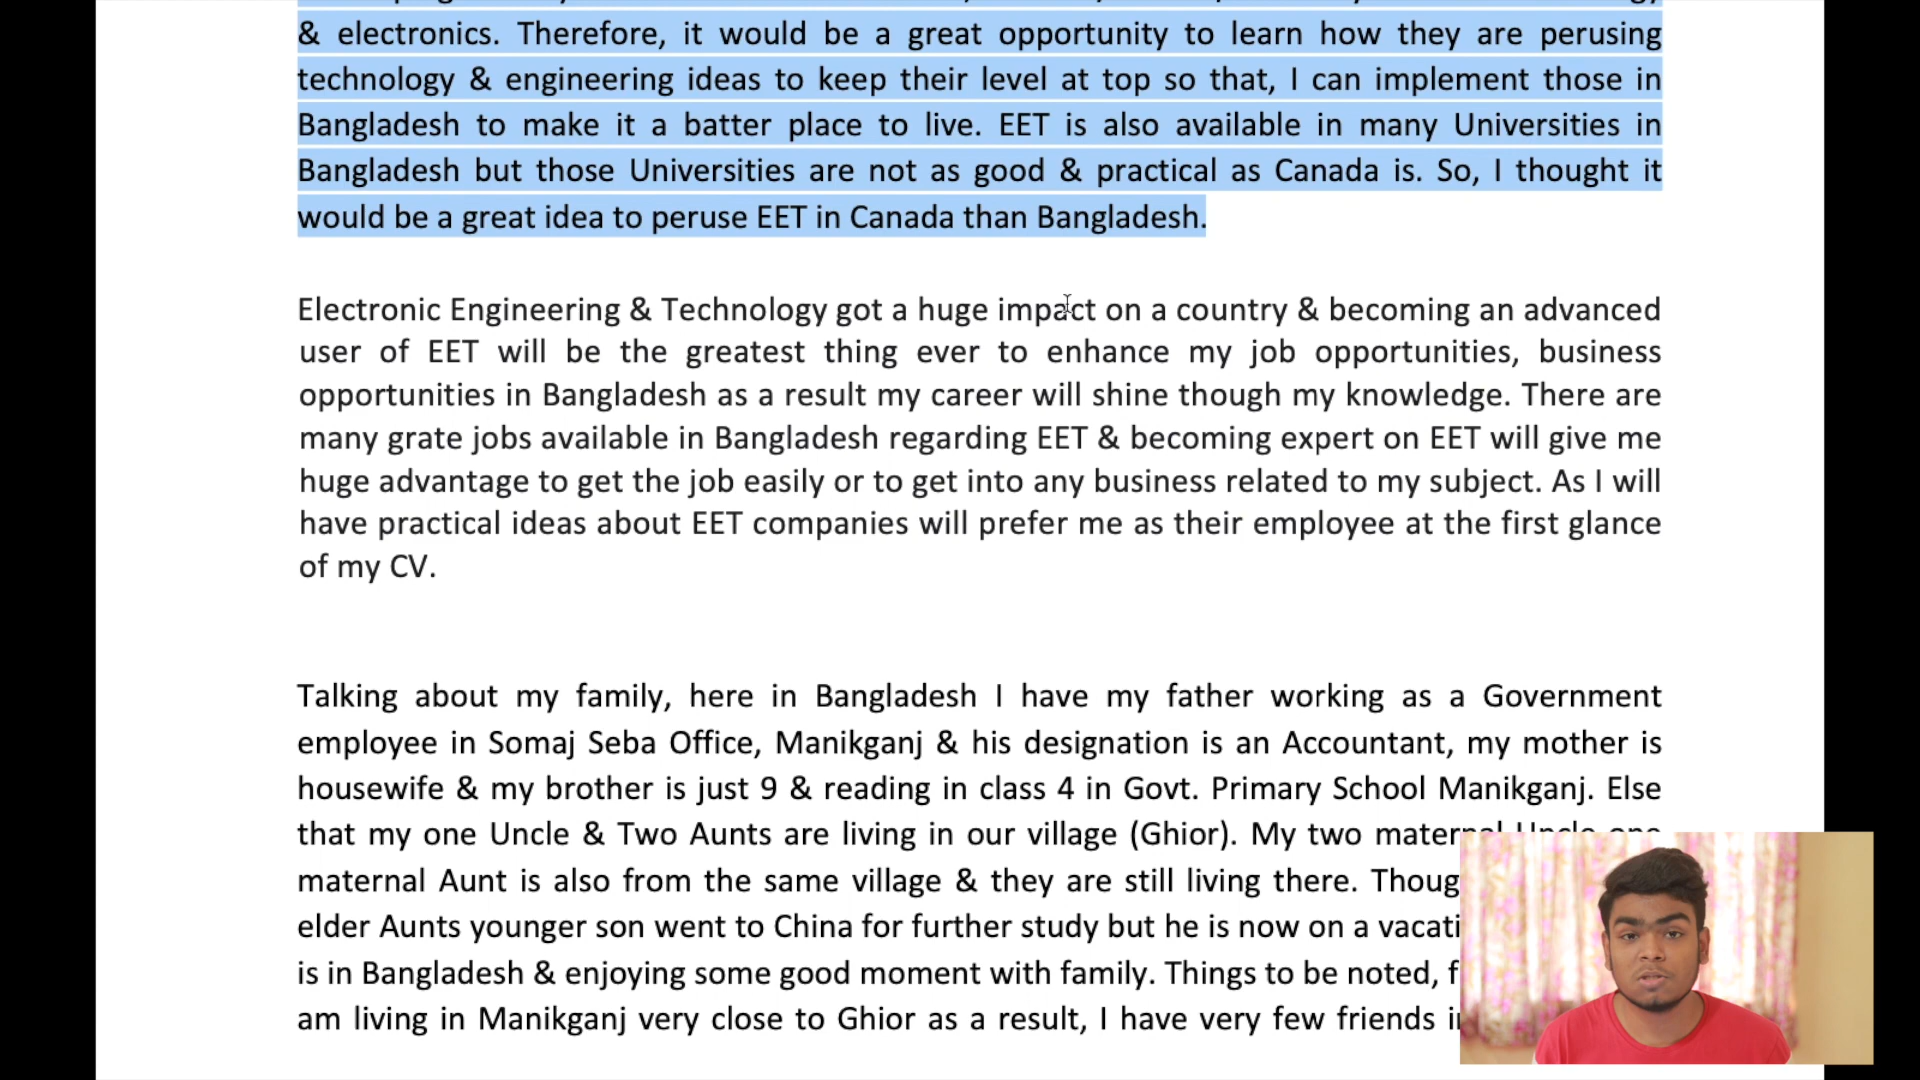 & electronics. Therefore, it would be a great opportunity to learn how they are perusing
technology & engineering ideas to keep their level at top so that, I can implement those in
Bangladesh to make it a batter place to live. EET is also available in many Universities in
Bangladesh but those Universities are not as good & practical as Canada is. So, I thought it
would be a great idea to peruse EET in Canada than Bangladesh.
Electronic Engineering & Technology got a huge impact on a country & becoming an advanced
user of EET will be the greatest thing ever to enhance my job opportunities, business
opportunities in Bangladesh as a result my career will shine though my knowledge. There are
many grate jobs available in Bangladesh regarding EET & becoming expert on EET will give me
huge advantage to get the job easily or to get into any business related to my subject. As I will
have practical ideas about EET companies will prefer me as their employee at the first glance
of my CV.
Talking about my family, here in Bangladesh I have my father working as a Government
employee in Somaj Seba Office, Manikganj & his designation is an Accountant, my mother is
housewife & my brother is just 9 & reading in class 4 in Govt. Primary School Manikganj. Else
that my one Uncle & Two Aunts are living in our village (Ghior). My two maternal Uncle one
maternal Aunt is also from the same village & they are still living there. Thoug
elder Aunts younger son went to China for further study but he is now on a vacati
is in Bangladesh & enjoying some good moment with family. Things to be noted,
am living in Manikganj very close to Ghior as a result, I have very few friends